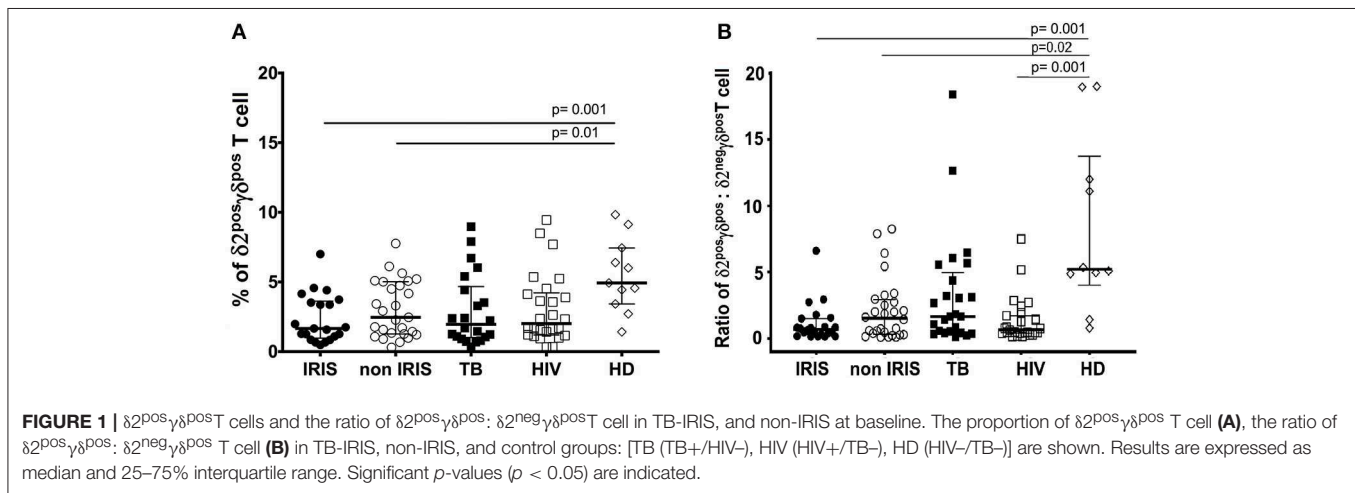 A
% of δ2posγδpos T cell
20
15
10
5
0
p= 0.001
p= 0.01
IRIS non IRIS TB HIV HD
B
Ratio of δ2posγδpos : δ2negγδposT cell
20
15
10
5
0
p= 0.001
p=0.02
p= 0.001
IRIS non IRIS TB HIV HD
FIGURE 1 | δ2posγδposT cells and the ratio of δ2posγδpos: δ2negγδposT cell in TB-IRIS, and non-IRIS at baseline. The proportion of δ2posγδpos T cell (A), the ratio of
δ2posγδpos: δ2negγδpos T cell (B) in TB-IRIS, non-IRIS, and control groups: [TB (TB+/HIV–), HIV (HIV+/TB–), HD (HIV–/TB–)] are shown. Results are expressed as
median and 25–75% interquartile range. Significant p-values (p < 0.05) are indicated.